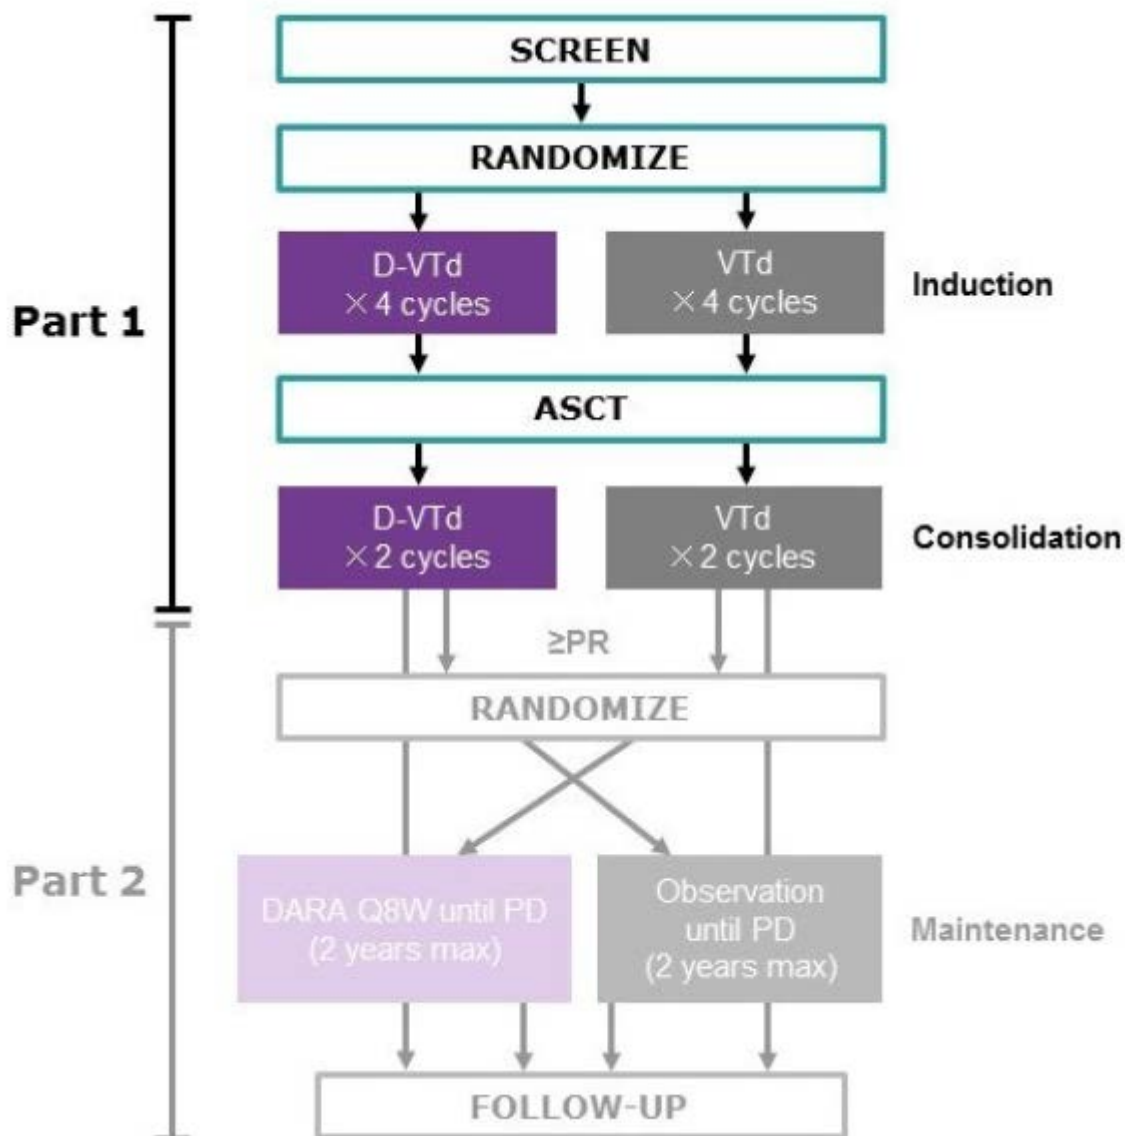 SCREEN
RANDOMIZE
D-VTd
× 4 cycles
VTd
× 4 cycles
Induction
Part 1
ASCT
D-VTd
× 2 cycles
VTd
× 2 cycles
Consolidation
≥PR
RANDOMIZE
Part 2
DARA Q8W until PD
(2 years max)
Observation
until PD
(2 years max)
Maintenance
FOLLOW-UP